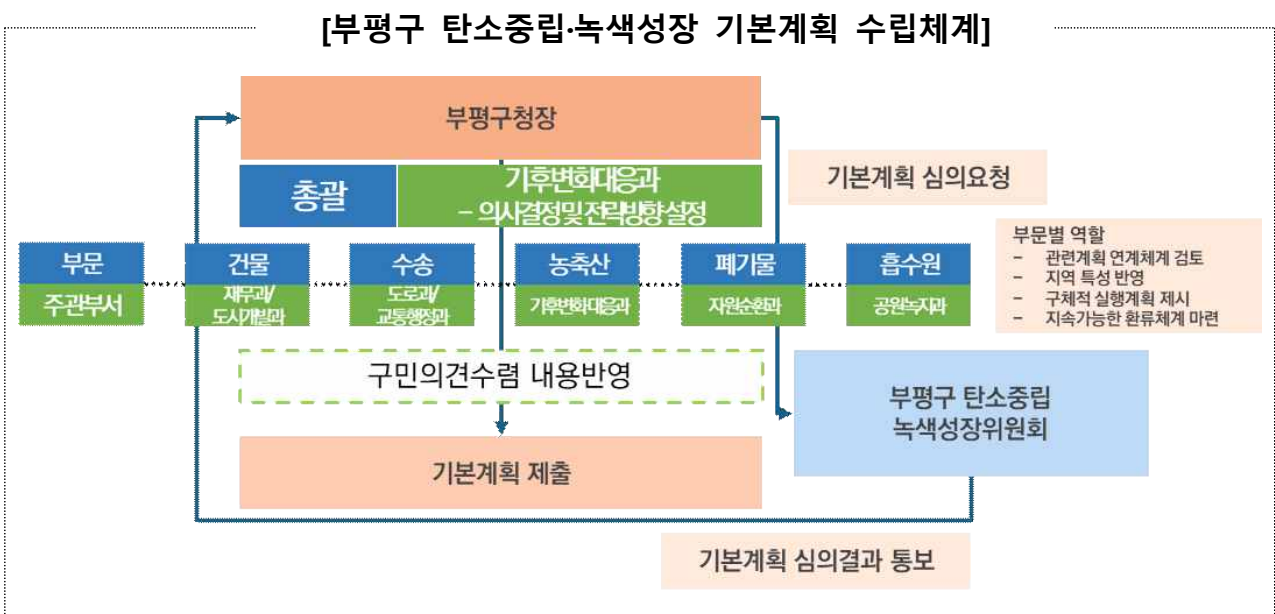 [부평구 탄소중립·녹색성장 기본계획 수립체계]
부평구청장
총괄
기후변화대응과
- 의사결정및전략방향설정
기본계획 심의요청
부문
주관부서
건물
재무과/
도시개발과
수송
도로과/
교통행정과
농축산
기후변화대응과
폐기물
자원순환과
흡수원
공원녹지과
부문별 역할
- 관련계획 연계체계 검토
- 지역 특성 반영
- 구체적 실행계획 제시
- 지속가능한 환류체계 마련
구민의견수렴 내용반영
부평구 탄소중립
녹색성장위원회
기본계획 제출
기본계획 심의결과 통보